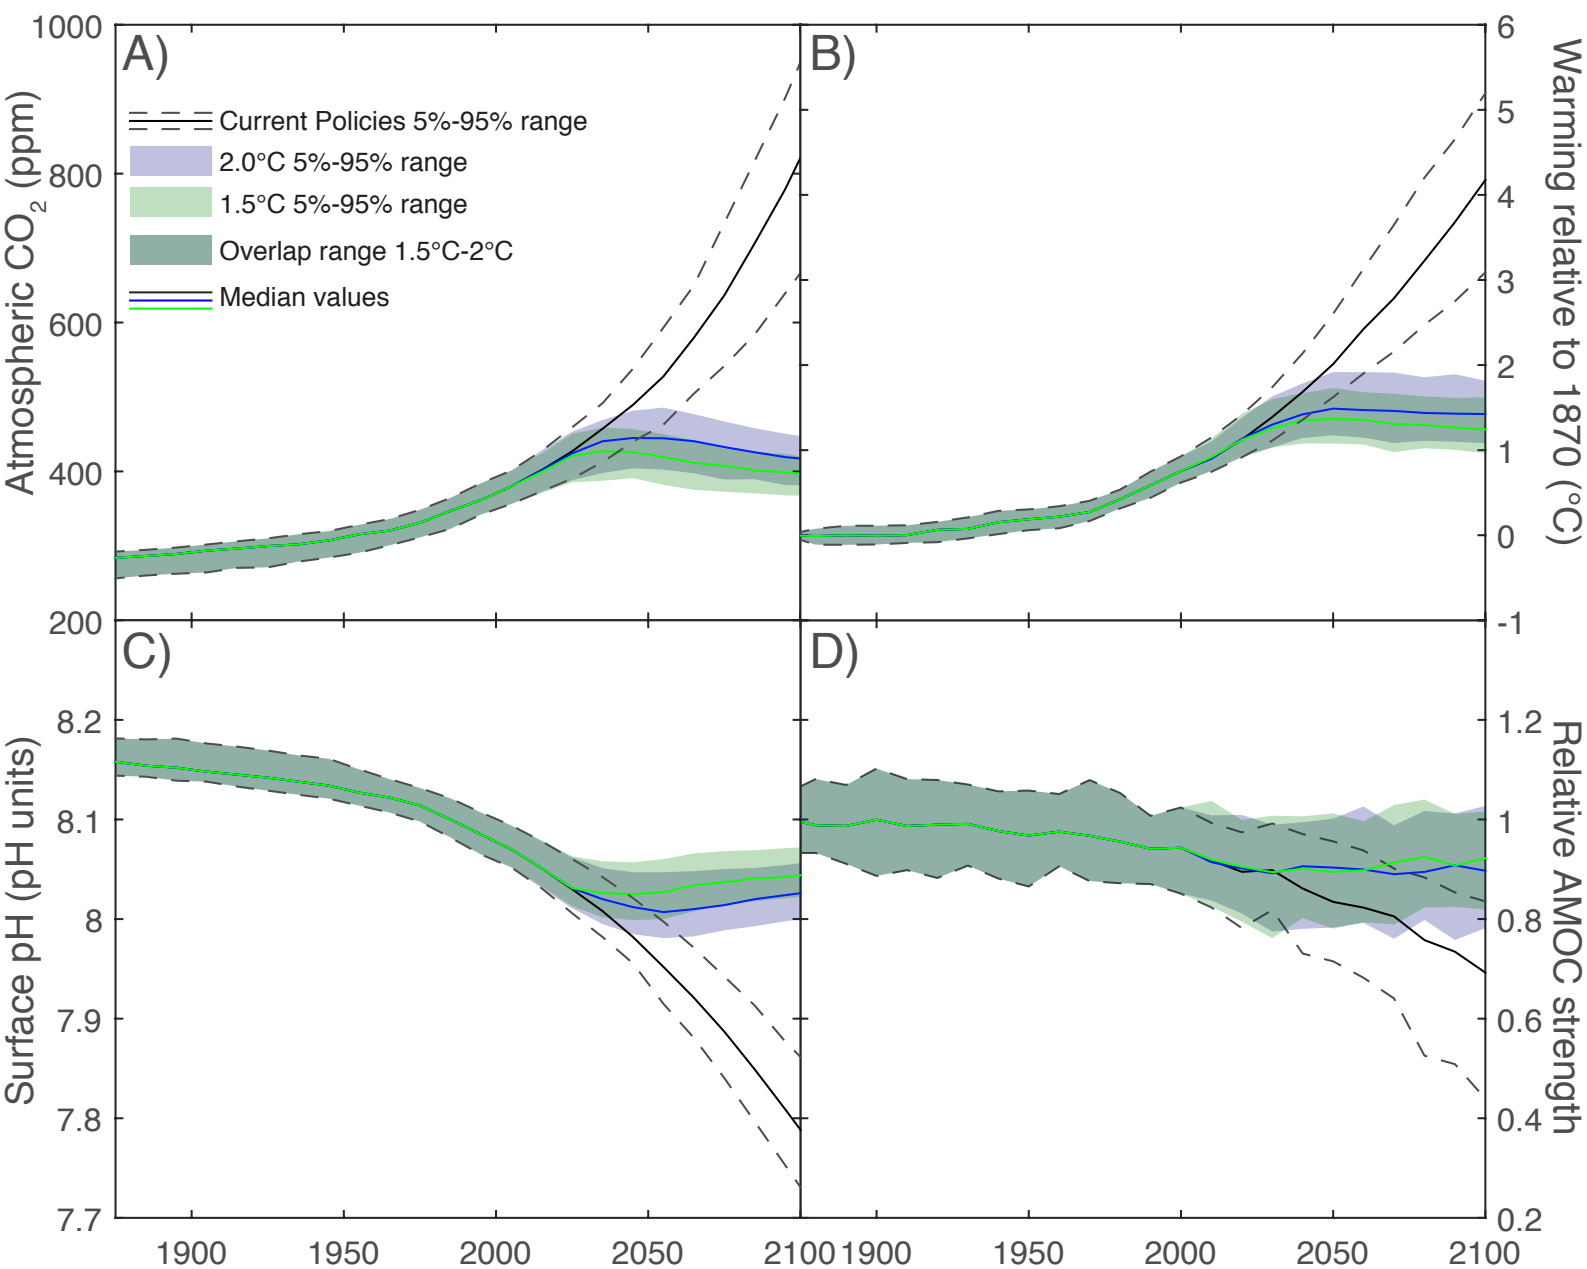 1000
800
600
400
200
Atmospheric CO2 (ppm)
A)
Current Policies 5%-95% range
2.0°C 5%-95% range
1.5°C 5%-95% range
Overlap range 1.5°C-2°C
Median values
B)
6
5
4
3
2
1
0
-1
Warming relative to 1870 (°C)
C)
8.2
8.1
8
7.9
7.8
7.7
Surface pH (pH units)
1900
1950
2000
2050
2100
D)
1.2
1
0.8
0.6
0.4
0.2
Relative AMOC strength
1900
1950
2000
2050
2100